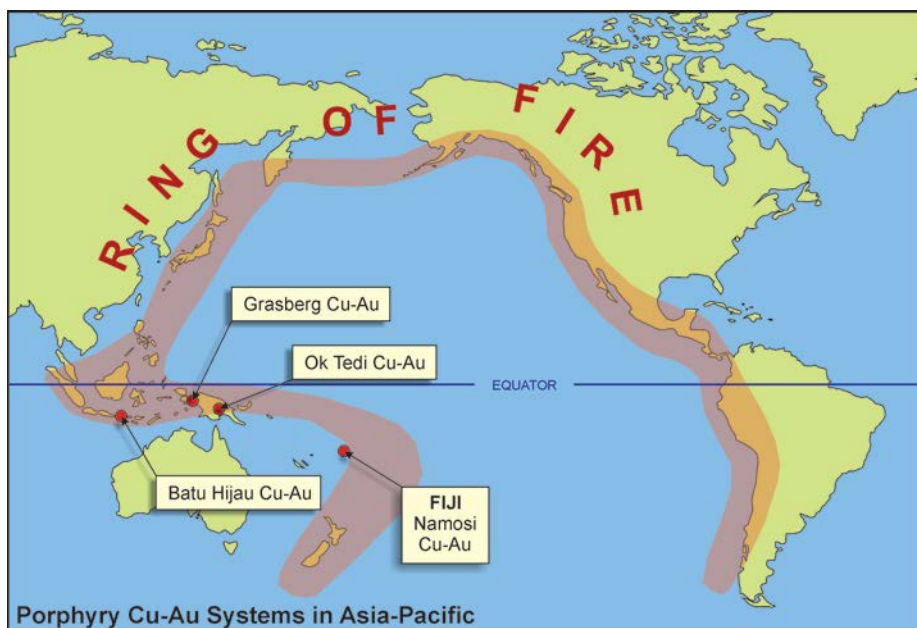 RING OF FIRE
Grasberg Cu-Au
Ok Tedi Cu-Au
EQUATOR
Batu Hijau Cu-Au
FIJI
Namosi
Cu-Au
Porphyry Cu-Au Systems in Asia-Pacific